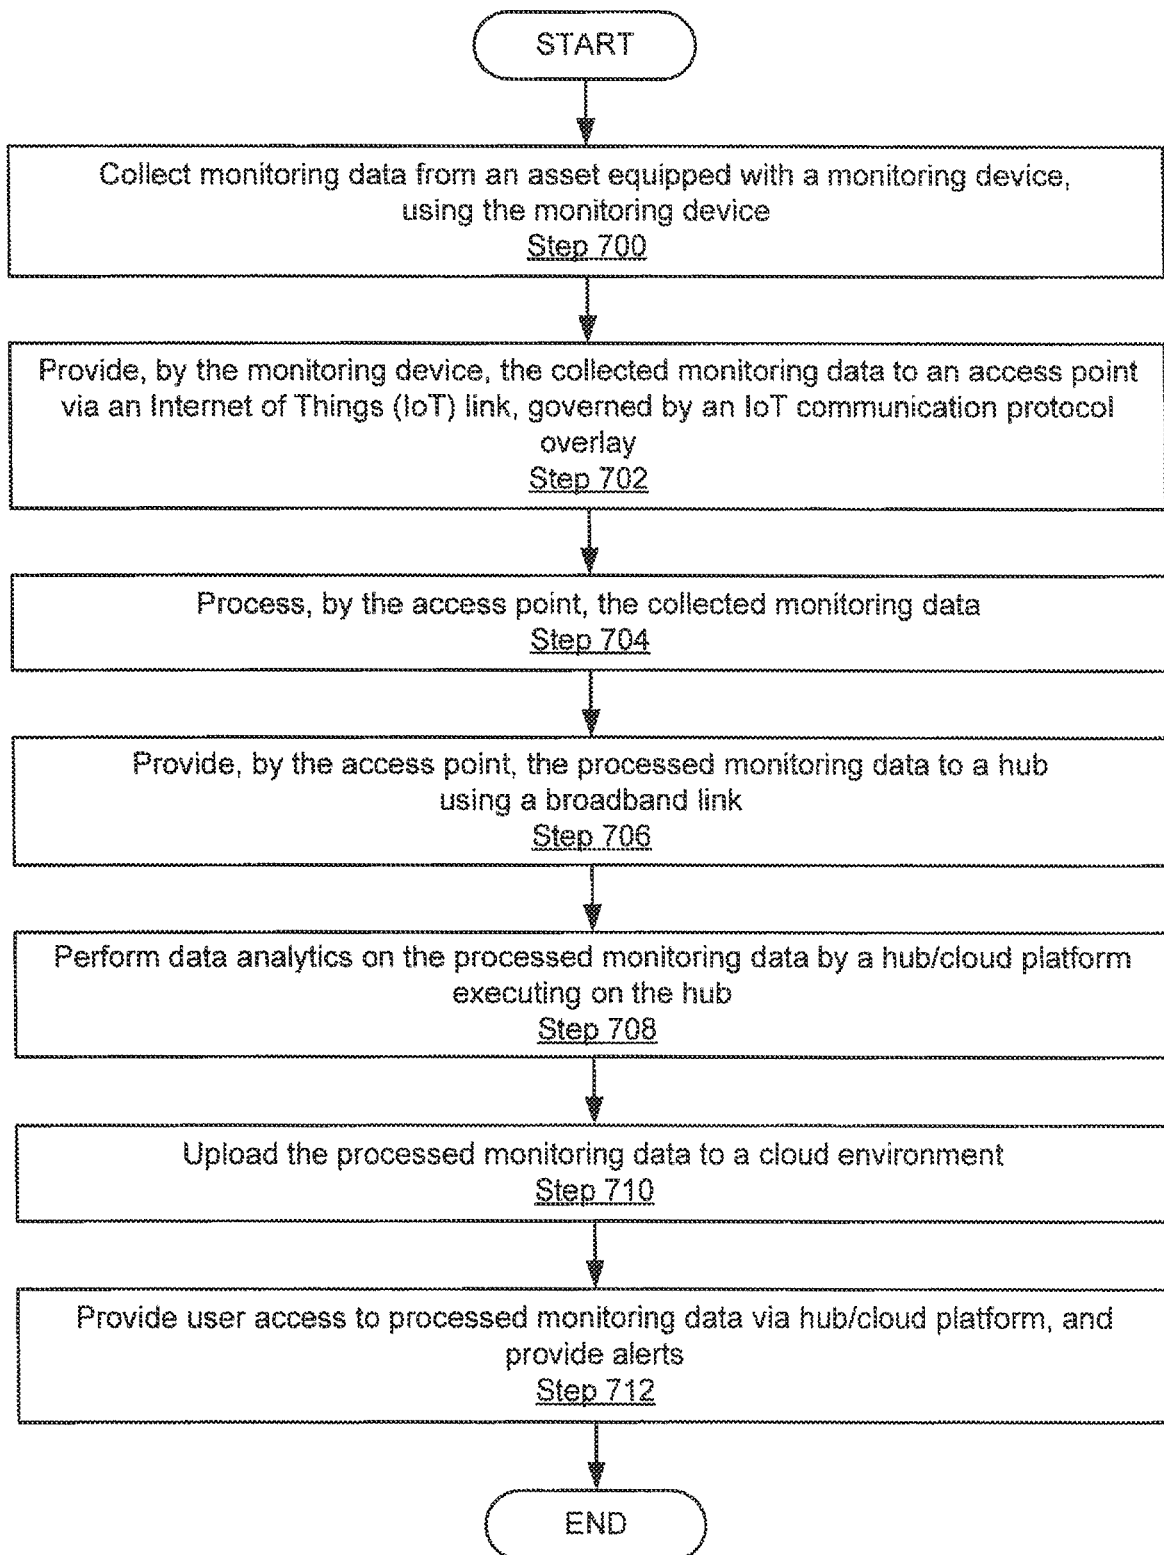 START
Collect monitoring data from an asset equipped with a monitoring device,
using the monitoring device
Step 700
Provide, by the monitoring device, the collected monitoring data to an access point
via an Internet of Things (IoT) link, governed by an IoT communication protocol
overlay
Step 702
Process, by the access point, the collected monitoring data
Step 704
Provide, by the access point, the processed monitoring data to a hub
using a broadband link
Step 706
Perform data analytics on the processed monitoring data by a hub/cloud platform
executing on the hub
Step 708
Upload the processed monitoring data to a cloud environment
Step 710
Provide user access to processed monitoring data via hub/cloud platform, and
provide alerts
Step 712
END